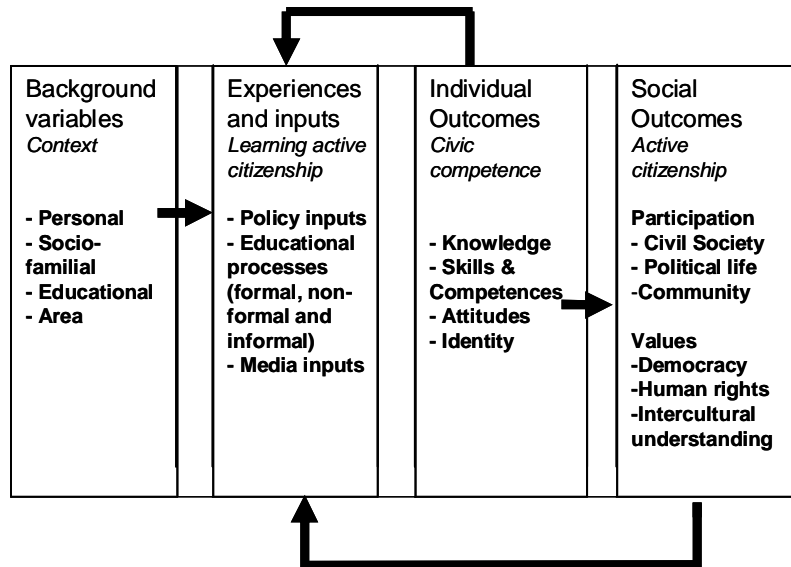 Background
variables
Context
- Personal
- Socio-
familial
- Educational
- Area
Experiences
and inputs
Learning active
citizenship
- Policy inputs
- Educational
processes
(formal, non-
formal and
informal)
- Media inputs
Individual
Outcomes
Civic
competence
- Knowledge
- Skills &
Competences
- Attitudes
- Identity
Social
Outcomes
Active
citizenship
Participation
- Civil Society
- Political life
-Community
Values
-Democracy
-Human rights
-Intercultural
understanding